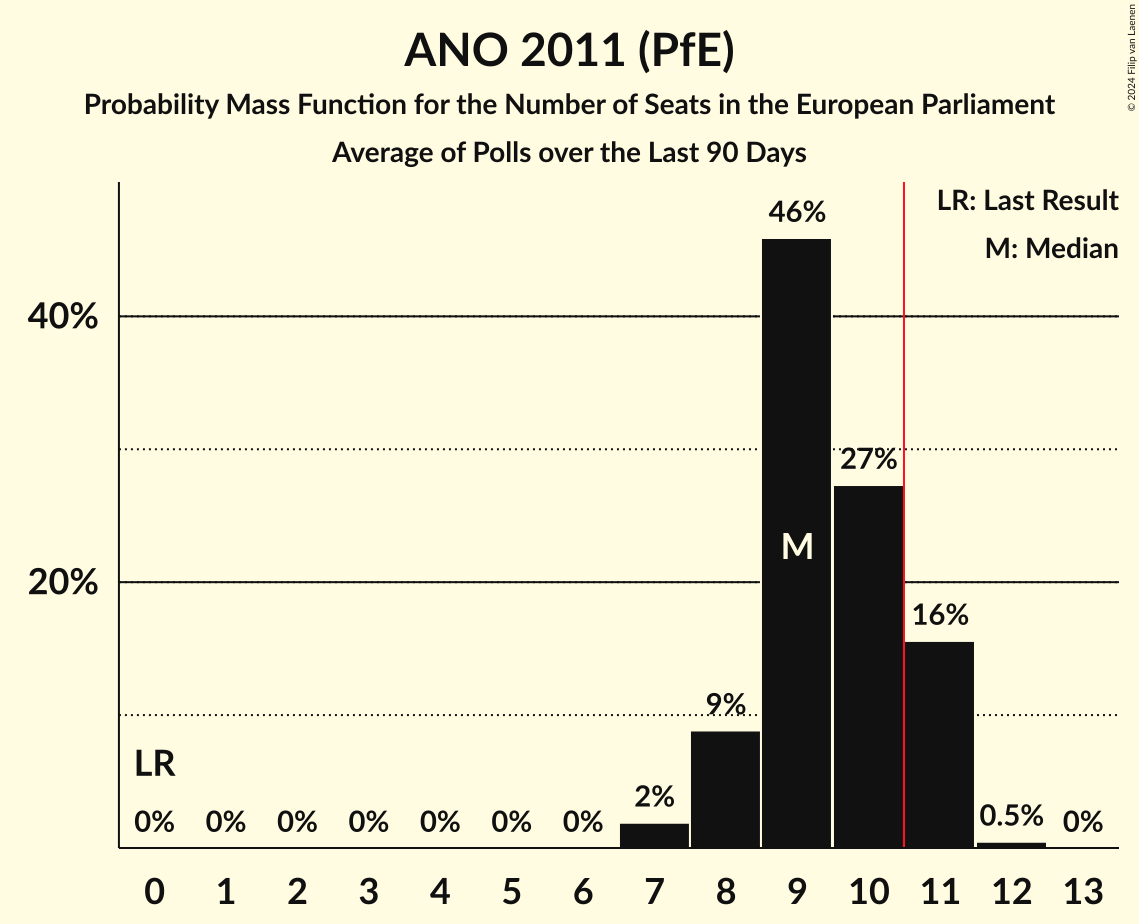 ANO 2011 (PfE)
Probability Mass Function for the Number of Seats in the European Parliament
Average of Polls over the Last 90 Days
© 2024 Filip van Laenen
LR: Last Result
M: Median
46%
40%
27%
M
20%
16%
9%
LR
2%
0% 0% 0% 0% 0% 0% 0% 0.5% 0%
0 1 2 3 4 5 6 7 8 9 10 11 12 13